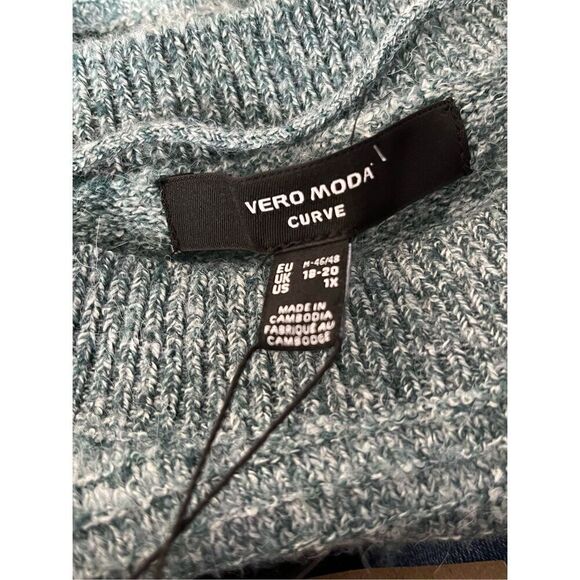 VERO MODA
CURVE
EU M-46/48
UK 18-20
US 1X
MADE IN
CAMBODIA
FABRIQUÉ AU
CAMBODGE